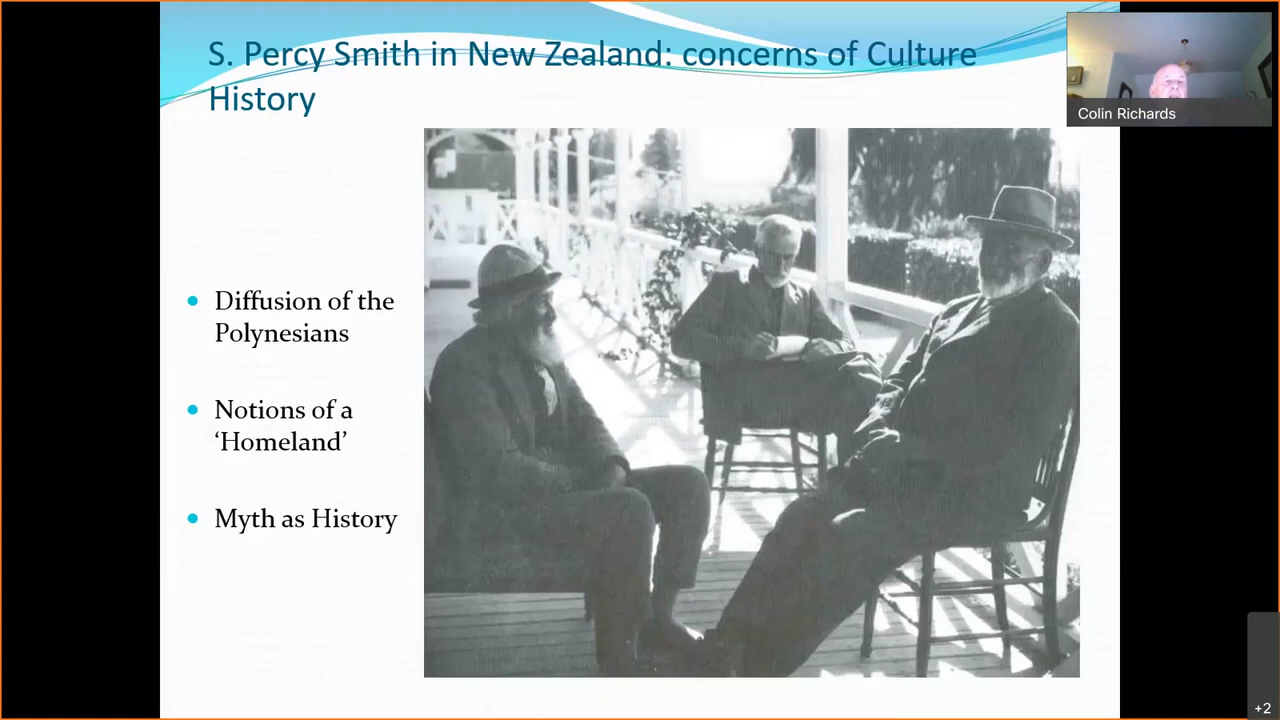 S. Percy Smith in New Zealand: concerns of Culture
History
Colin Richards
• Diffusion of the
Polynesians
• Notions of a
‘Homeland’
• Myth as History
+2